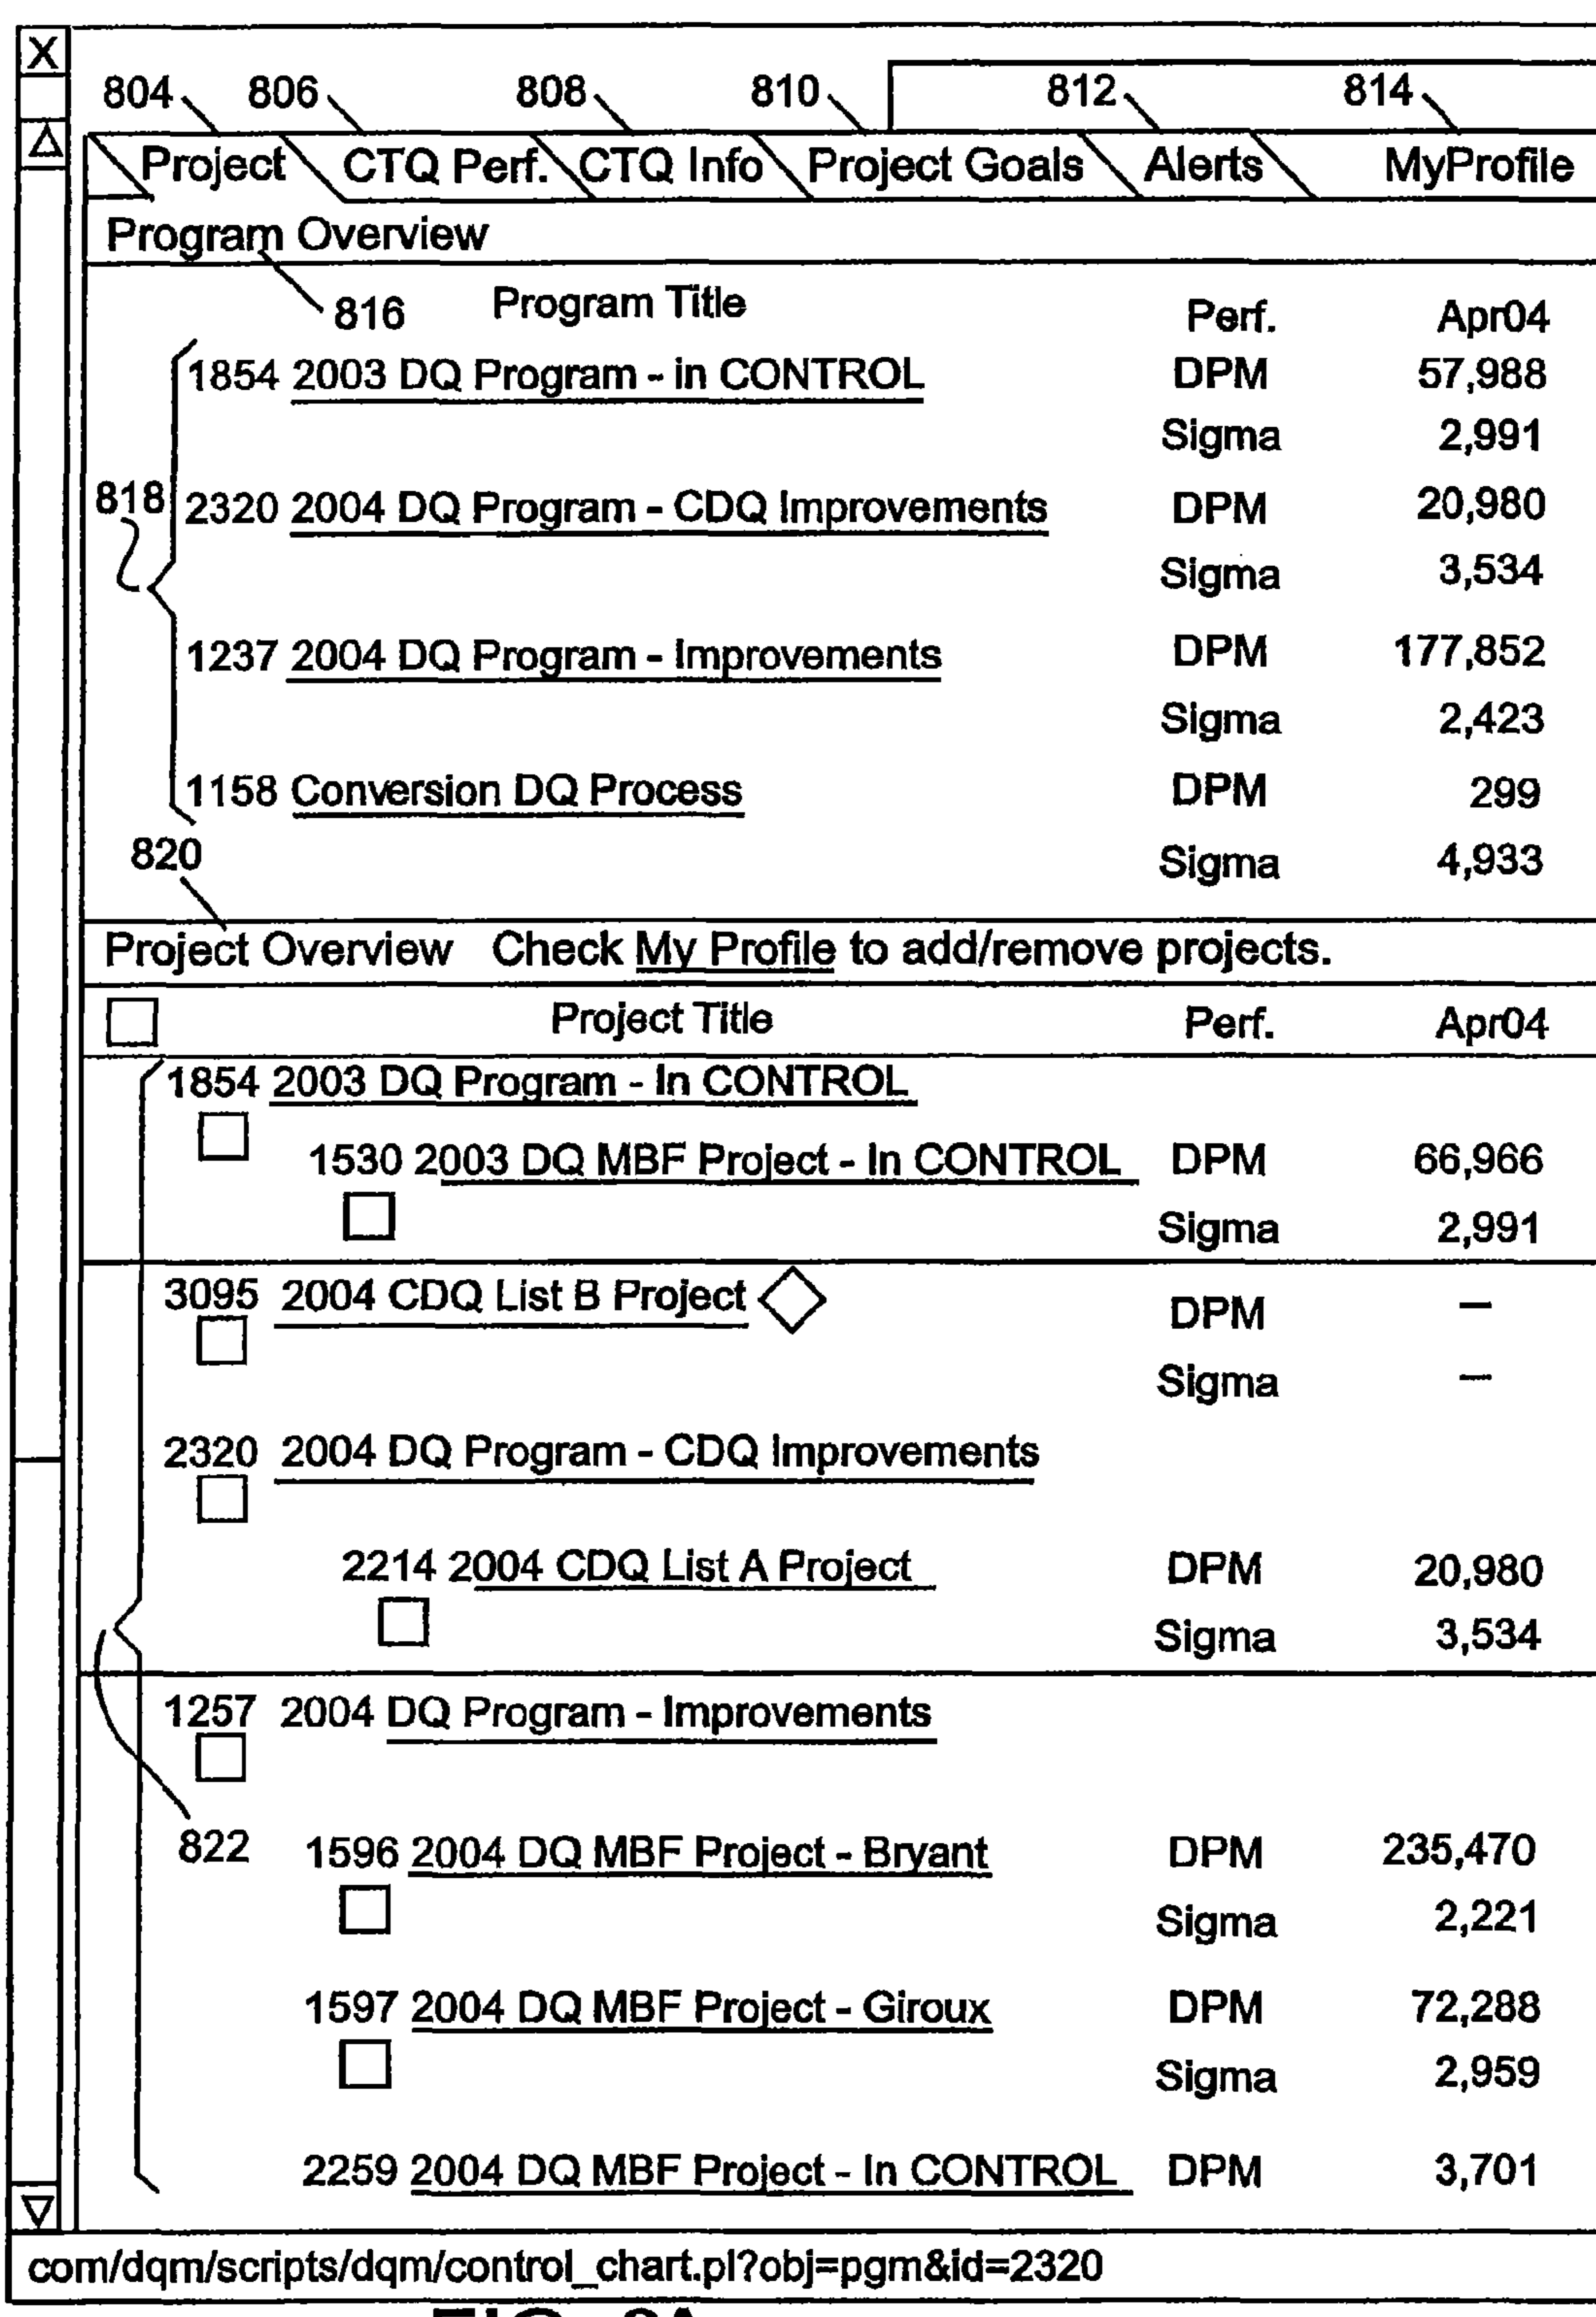 X
804 806 808 810 812 814
Project CTQ Perf. CTQ Info Project Goals Alerts MyProfile
Program Overview
816 Program Title Perf. Apr04
1854 2003 DQ Program - in CONTROL DPM 57,988
Sigma 2,991
818 2320 2004 DQ Program - CDQ Improvements DPM 20,980
Sigma 3,534
1237 2004 DQ Program - Improvements DPM 177,852
Sigma 2,423
1158 Conversion DQ Process DPM 299
820 Sigma 4,933
Project Overview Check My Profile to add/remove projects.
Project Title Perf. Apr04
1854 2003 DQ Program - In CONTROL
1530 2003 DQ MBF Project - In CONTROL DPM 66,966
Sigma 2,991
3095 2004 CDQ List B Project DPM –
Sigma –
2320 2004 DQ Program - CDQ Improvements
2214 2004 CDQ List A Project DPM 20,980
Sigma 3,534
1257 2004 DQ Program - Improvements
822 1596 2004 DQ MBF Project - Bryant DPM 235,470
Sigma 2,221
1597 2004 DQ MBF Project - Giroux DPM 72,288
Sigma 2,959
2259 2004 DQ MBF Project - In CONTROL DPM 3,701
com/dqm/scripts/dqm/control_chart.pl?obj=pgm&id=2320